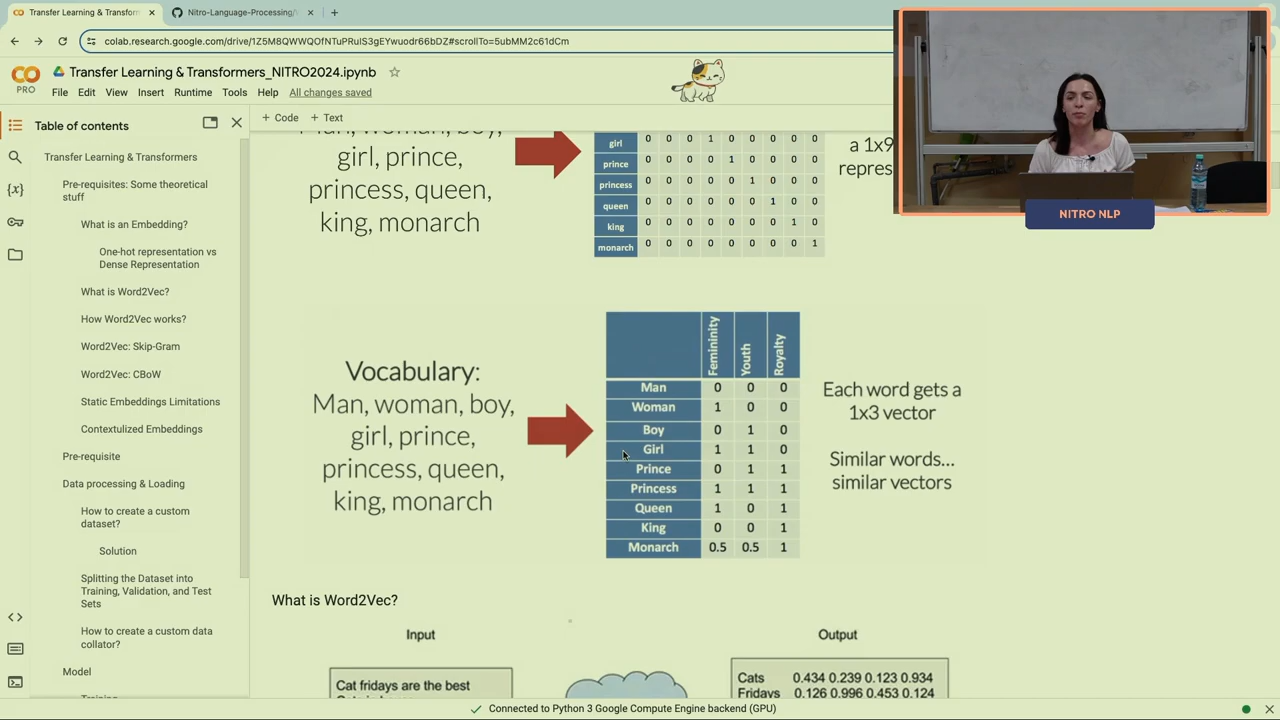 Transfer Learning & Transform
Nitro-Language-Processing/
colab.research.google.com/drive/1Z5M8QWWQOfNTuPRulS3gEYwuodr66bDZ#scrollTo=5ubMM2c61dCm
CO
PRO
Transfer Learning & Transformers_NITRO2024.ipynb
File Edit View Insert Runtime Tools Help All changes saved
NITRO NLP
Table of contents
Transfer Learning & Transformers
Pre-requisites: Some theoretical
stuff
What is an Embedding?
One-hot representation vs
Dense Representation
What is Word2Vec?
How Word2Vec works?
Word2Vec: Skip-Gram
Word2Vec: CBoW
Static Embeddings Limitations
Contextulized Embeddings
Pre-requisite
Data processing & Loading
How to create a custom
dataset?
Solution
Splitting the Dataset into
Training, Validation, and Test
Sets
How to create a custom data
collator?
Model
Training
+ Code + Text
Man, woman, boy,
girl, prince,
princess, queen,
king, monarch
girl 0 0 0 1 0 0 0 0 0
prince 0 0 0 0 1 0 0 0 0
princess 0 0 0 0 0 1 0 0 0
queen 0 0 0 0 0 0 1 0 0
king 0 0 0 0 0 0 0 1 0
monarch 0 0 0 0 0 0 0 0 1
a 1x9
repres
Vocabulary:
Man, woman, boy,
girl, prince,
princess, queen,
king, monarch
Femininity Youth Royalty
Man 0 0 0
Woman 1 0 0
Boy 0 1 0
Girl 1 1 0
Prince 0 1 1
Princess 1 1 1
Queen 1 0 1
King 0 0 1
Monarch 0.5 0.5 1
Each word gets a
1x3 vector
Similar words...
similar vectors
What is Word2Vec?
Input
Cat fridays are the best
Output
Cats 0.434 0.239 0.123 0.934
Fridays 0.126 0.996 0.453 0.124
Connected to Python 3 Google Compute Engine backend (GPU)